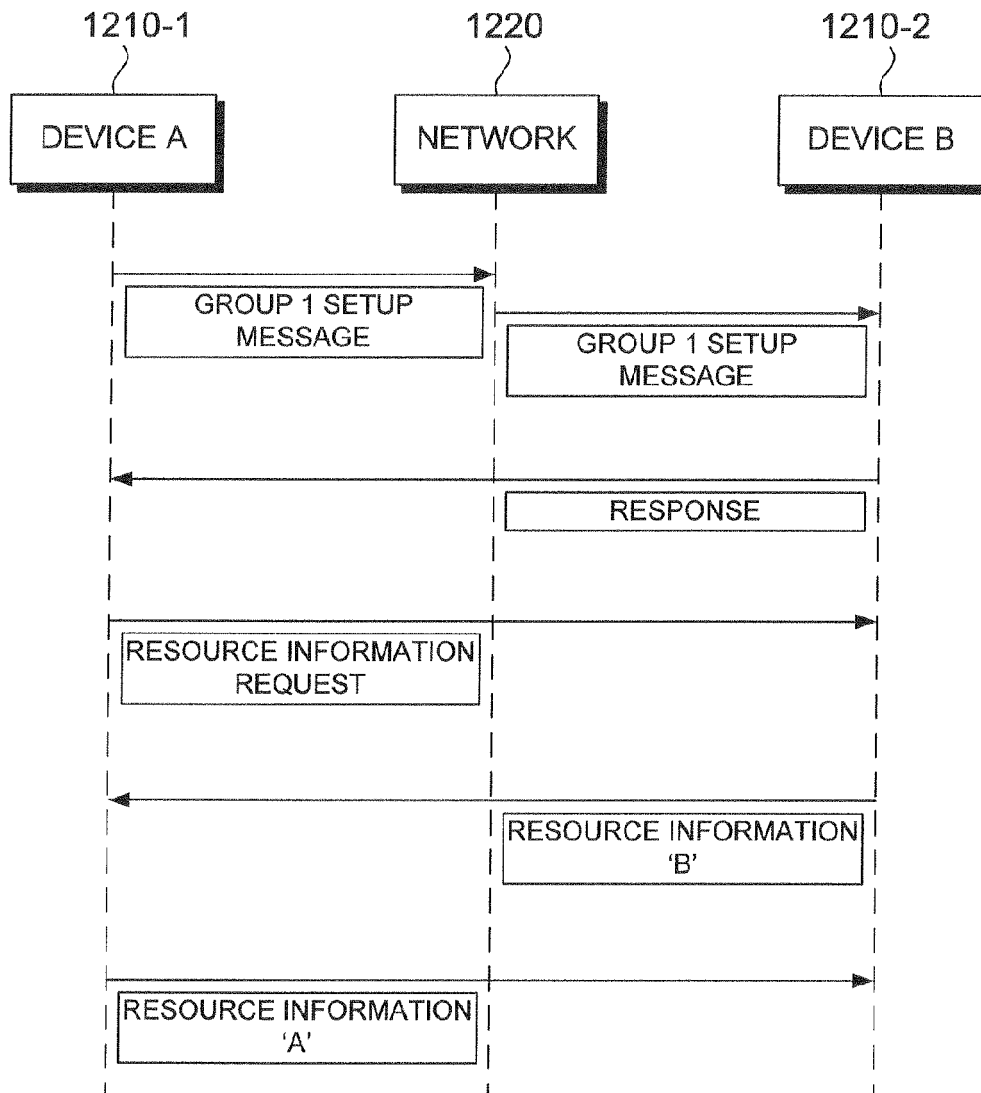 1210-1
1220
1210-2
DEVICE A
NETWORK
DEVICE B
GROUP 1 SETUP
MESSAGE
GROUP 1 SETUP
MESSAGE
RESPONSE
RESOURCE INFORMATION
REQUEST
RESOURCE INFORMATION
‘B’
RESOURCE INFORMATION
‘A’